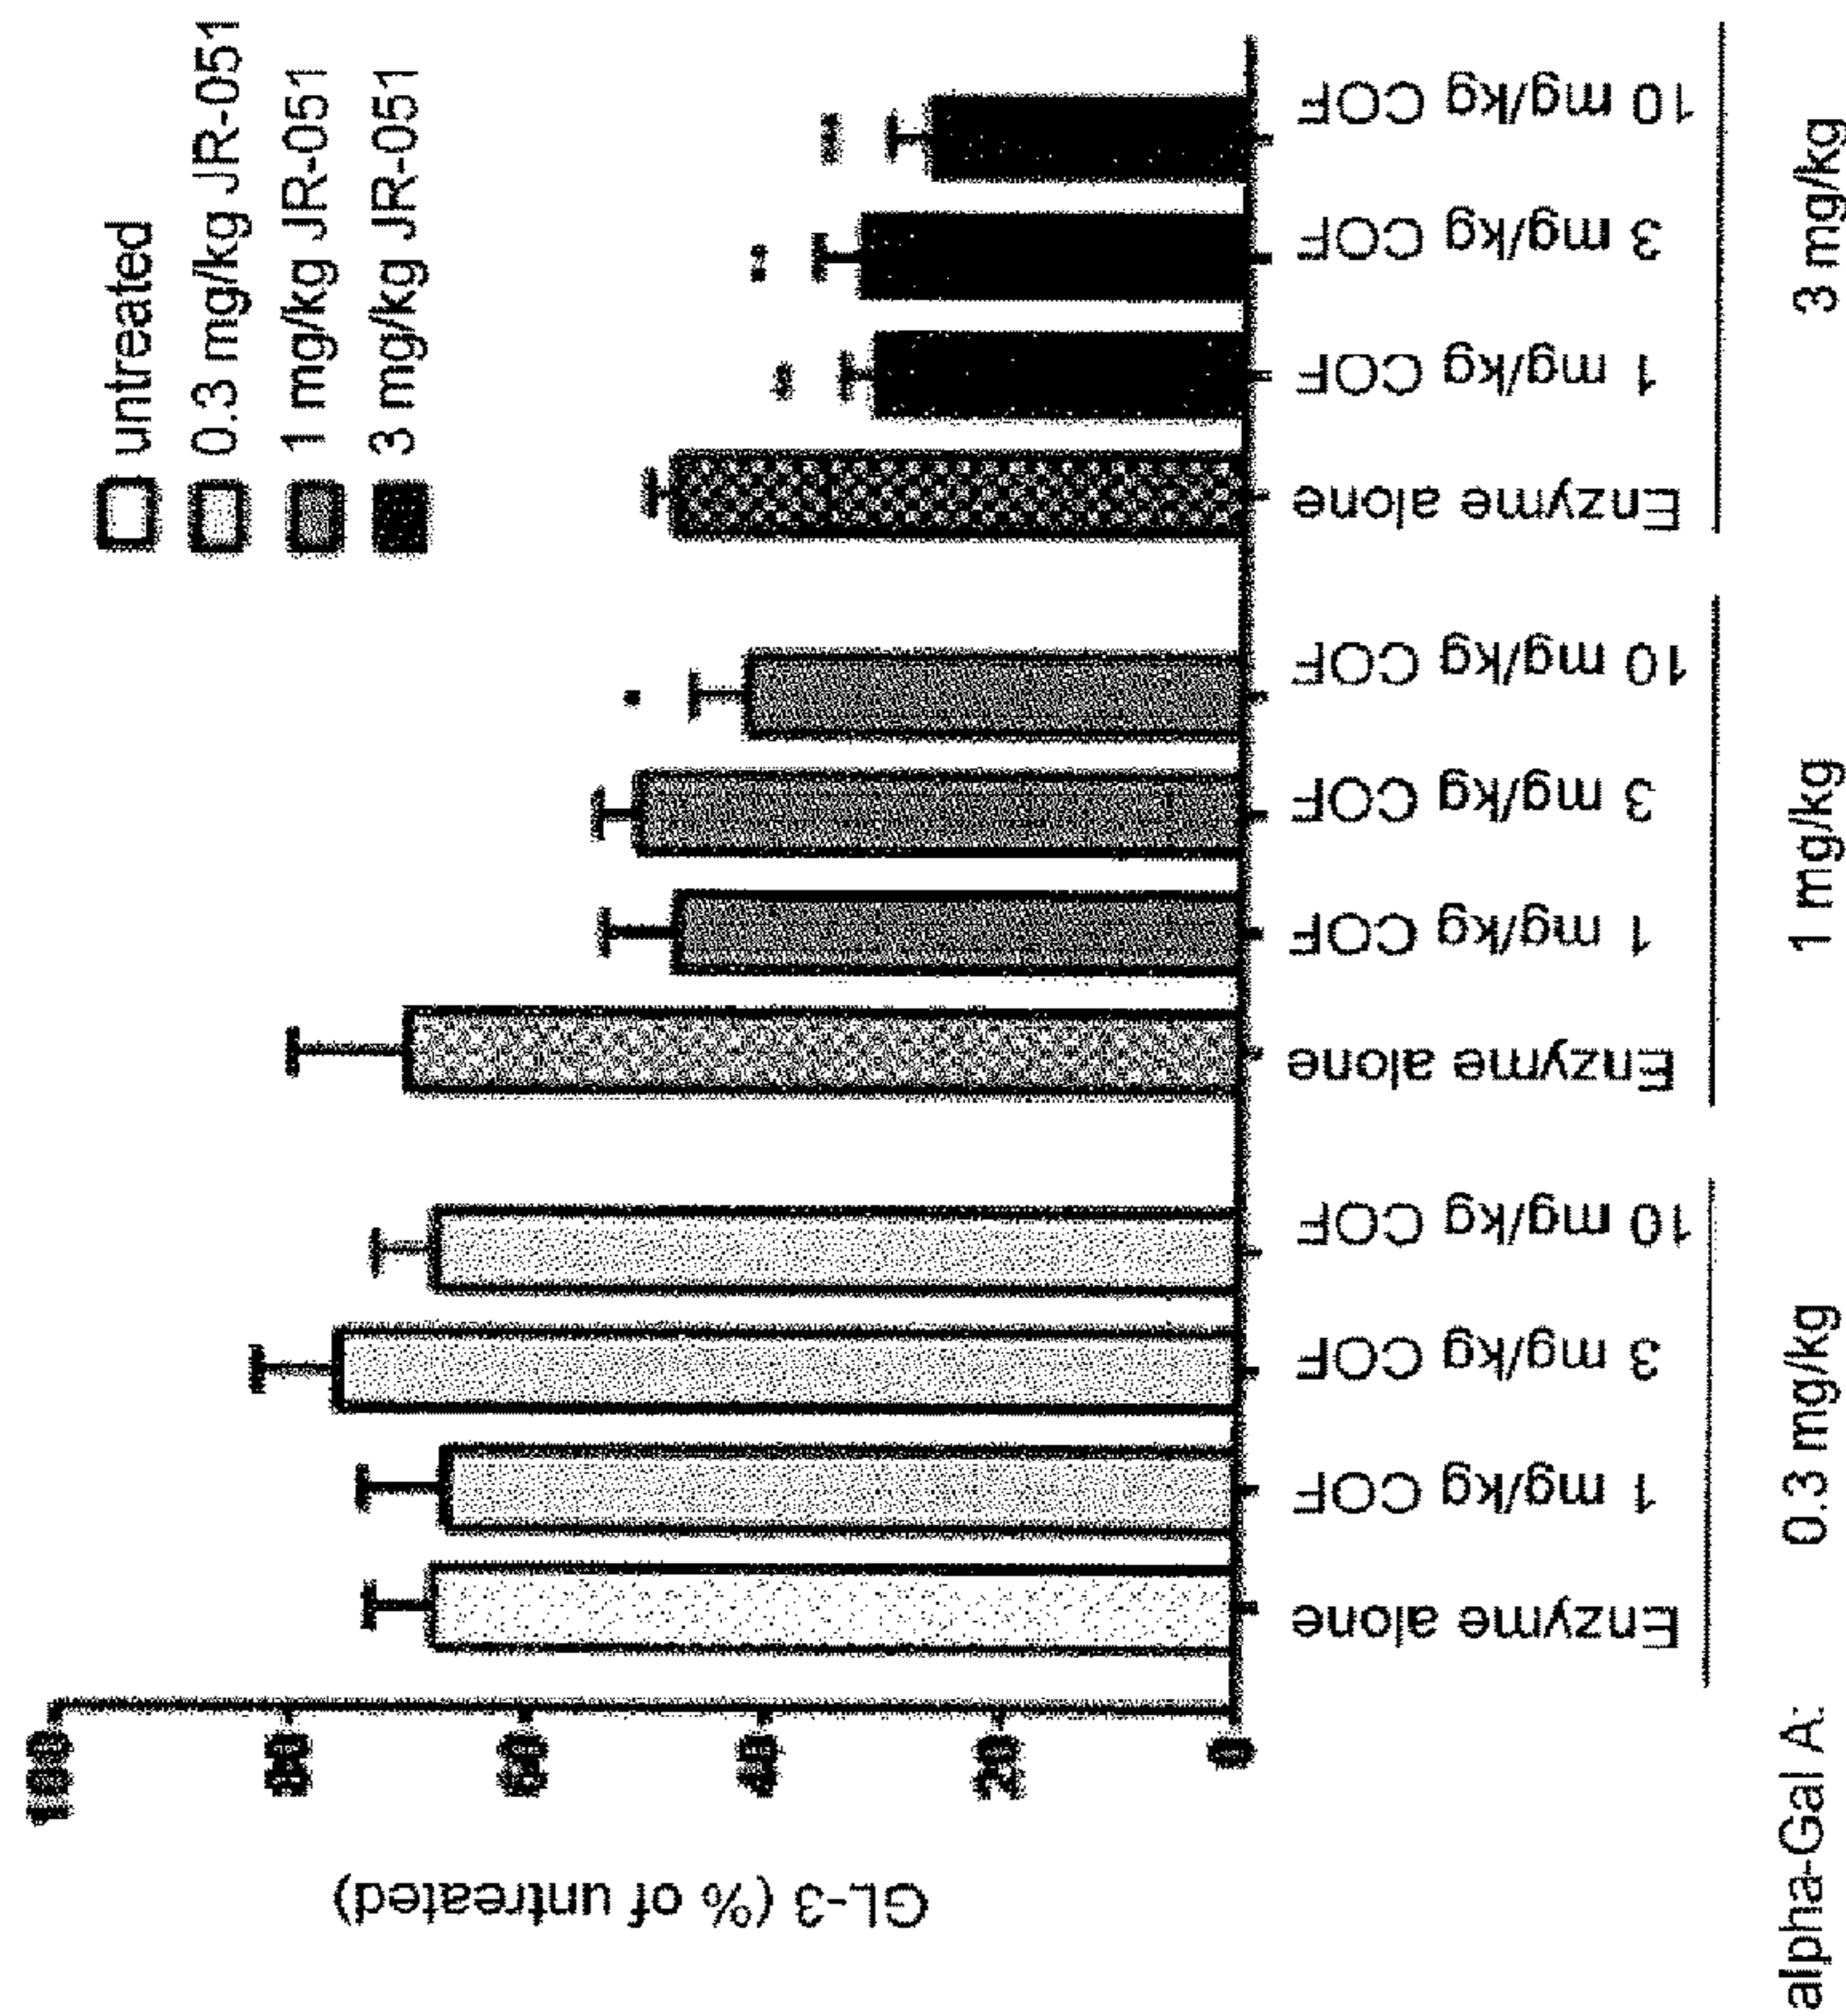 untreated
0.3 mg/kg JR-051
1 mg/kg JR-051
3 mg/kg JR-051
GL-3 (% of untreated)
100
80
60
40
20
0
Enzyme alone
1 mg/kg COF
3 mg/kg COF
10 mg/kg COF
Enzyme alone
1 mg/kg COF
3 mg/kg COF
10 mg/kg COF
Enzyme alone
1 mg/kg COF
3 mg/kg COF
10 mg/kg COF
alpha-Gal A: 0.3 mg/kg 1 mg/kg 3 mg/kg